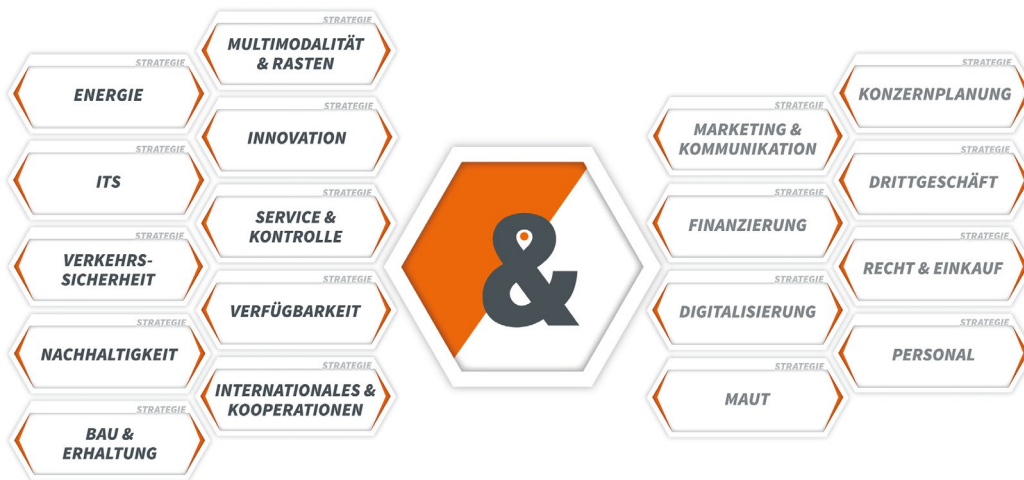 STRATEGIE
ENERGIE
STRATEGIE
ITS
STRATEGIE
VERKEHRS-
SICHERHEIT
STRATEGIE
NACHHALTIGKEIT
STRATEGIE
BAU &
ERHALTUNG
STRATEGIE
MULTIMODALITÄT
& RASTEN
STRATEGIE
INNOVATION
STRATEGIE
SERVICE &
KONTROLLE
STRATEGIE
VERFÜGBARKEIT
STRATEGIE
INTERNATIONALES &
KOOPERATIONEN
&
STRATEGIE
MARKETING &
KOMMUNIKATION
STRATEGIE
FINANZIERUNG
STRATEGIE
DIGITALISIERUNG
STRATEGIE
MAUT
STRATEGIE
KONZERNPLANUNG
STRATEGIE
DRITTGESCHÄFT
STRATEGIE
RECHT & EINKAUF
STRATEGIE
PERSONAL